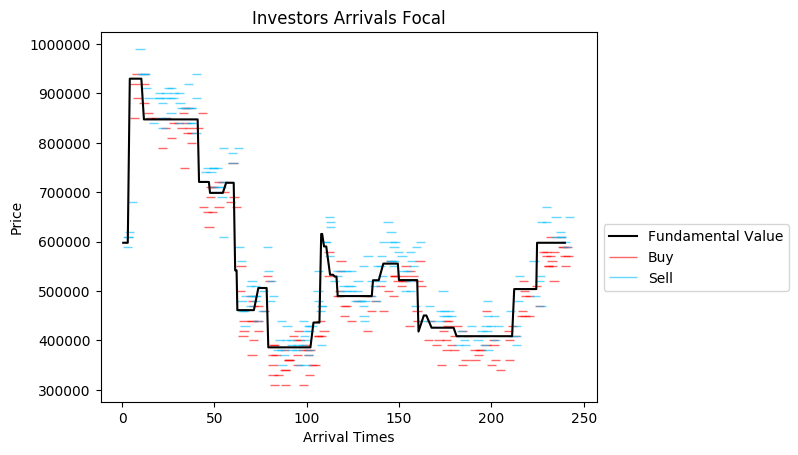 Investors Arrivals Focal
1000000
900000
800000
700000
600000
500000
400000
300000
Price
0 50 100 150 200 250
Arrival Times
Fundamental Value
Buy
Sell